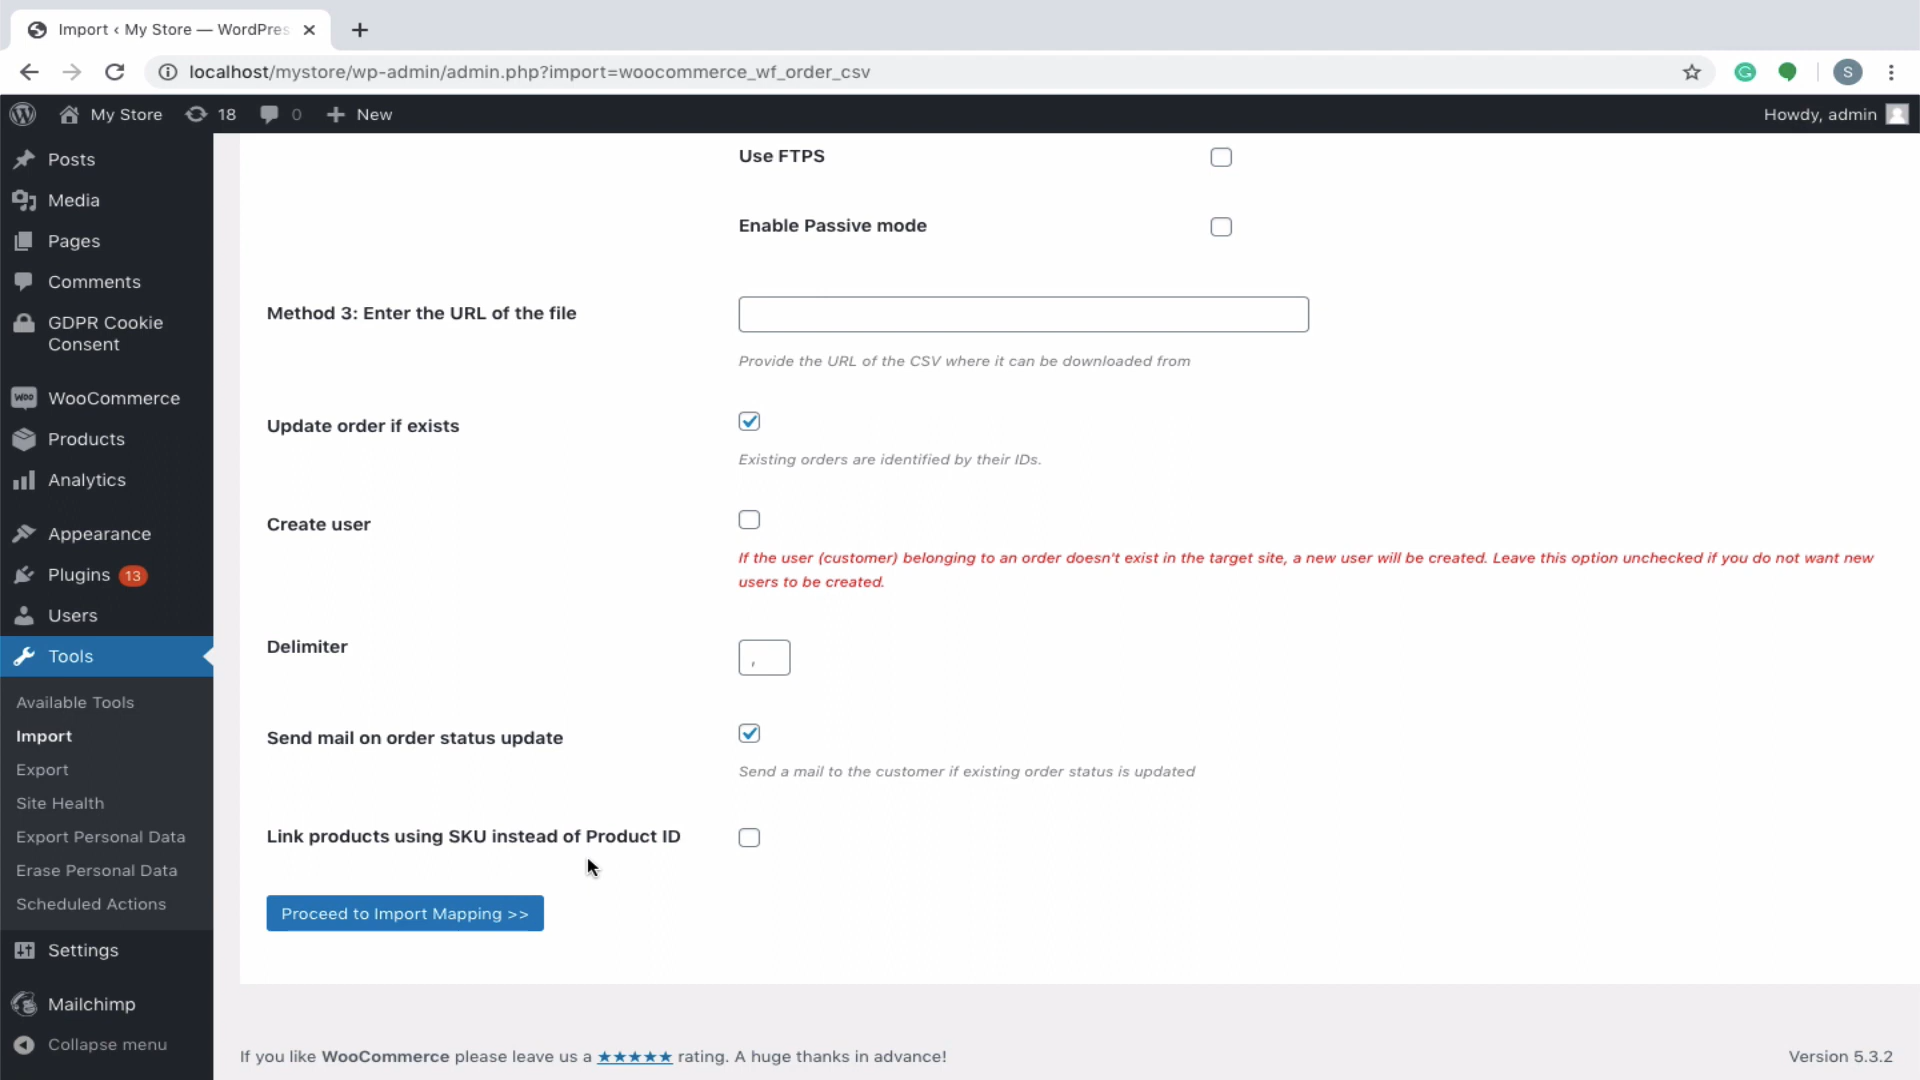 Import ‹ My Store — WordPres
localhost/mystore/wp-admin/admin.php?import=woocommerce_wf_order_csv
S
My Store 18 0 New
Howdy, admin
Posts
Media
Pages
Comments
GDPR Cookie
Consent
WooCommerce
Products
Analytics
Appearance
Plugins 13
Users
Tools
Available Tools
Import
Export
Site Health
Export Personal Data
Erase Personal Data
Scheduled Actions
Settings
Mailchimp
Collapse menu
Use FTPS
Enable Passive mode
Method 3: Enter the URL of the file
Provide the URL of the CSV where it can be downloaded from
Update order if exists
Existing orders are identified by their IDs.
Create user
If the user (customer) belonging to an order doesn't exist in the target site, a new user will be created. Leave this option unchecked if you do not want new
users to be created.
Delimiter
,
Send mail on order status update
Send a mail to the customer if existing order status is updated
Link products using SKU instead of Product ID
Proceed to Import Mapping >>
If you like WooCommerce please leave us a ★★★★★ rating. A huge thanks in advance!
Version 5.3.2